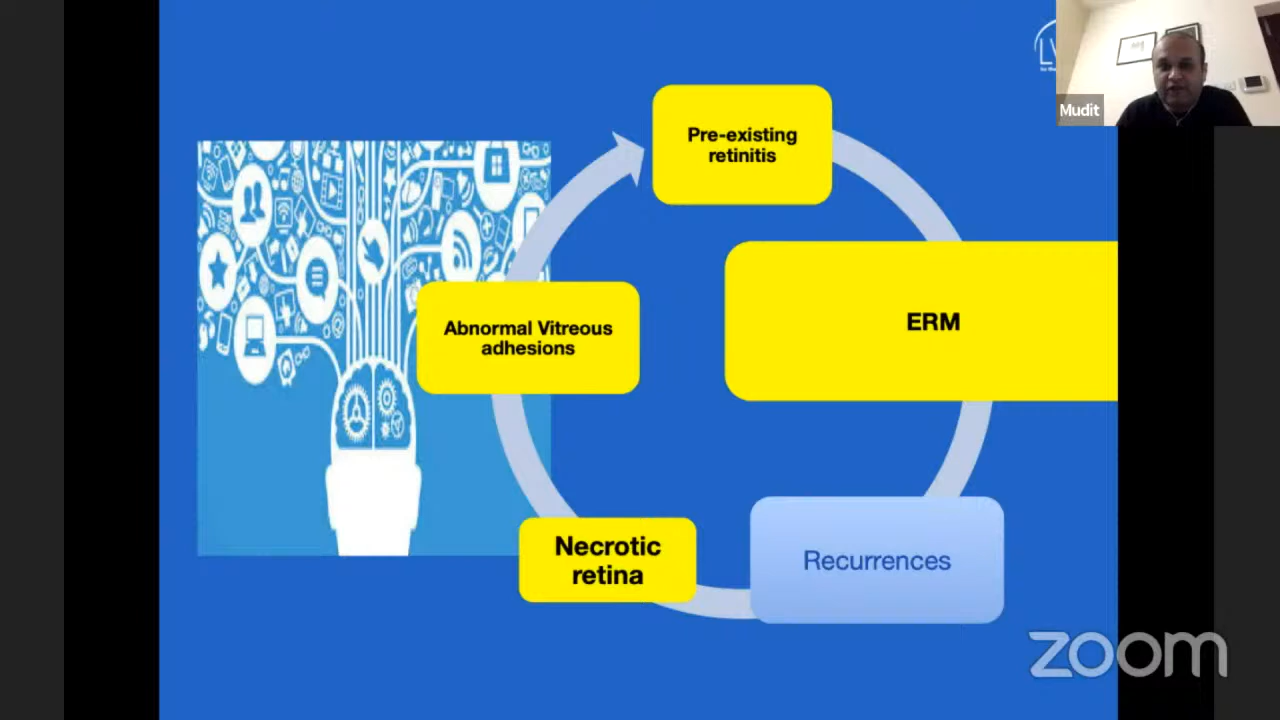 Mudit
Pre-existing
retinitis
ERM
Abnormal Vitreous
adhesions
Necrotic
retina
Recurrences
zoom